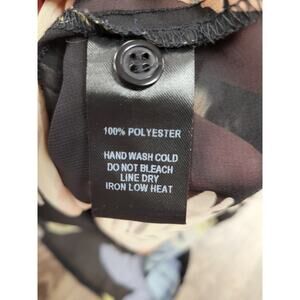 100% POLYESTER
HAND WASH COLD
DO NOT BLEACH
LINE DRY
IRON LOW HEAT